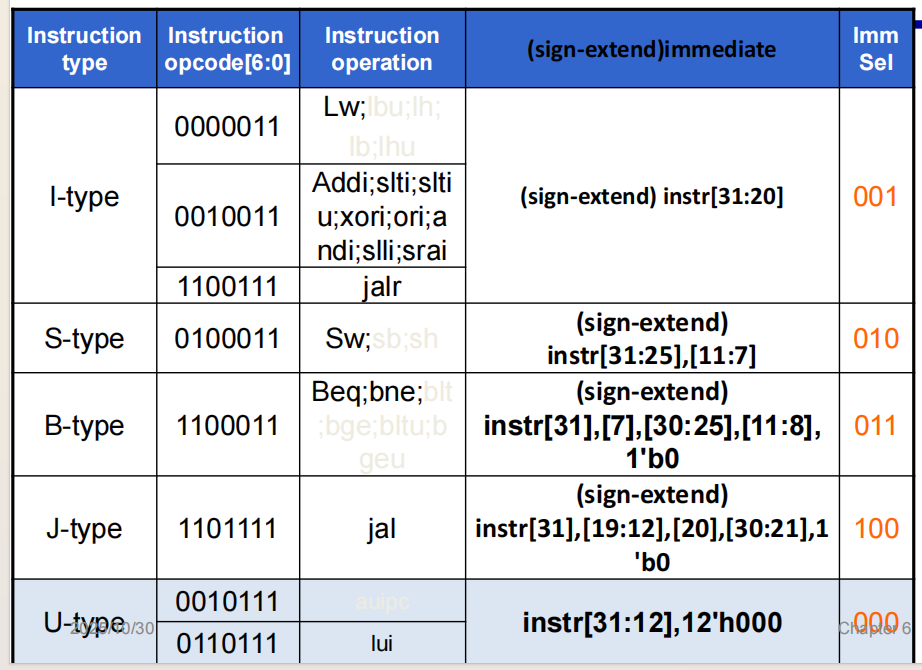 Instruction type
Instruction opcode[6:0]
Instruction operation
(sign-extend)immediate
Imm Sel
I-type
0000011
Lw;lbu;lh;
lb;lhu
0010011
Addi;slti;slti
u;xori;ori;a
ndi;slli;srai
1100111
jalr
(sign-extend) instr[31:20]
001
S-type
0100011
Sw;sb;sh
(sign-extend)
instr[31:25],[11:7]
010
B-type
1100011
Beq;bne;blt
;bge;bltu;b
geu
(sign-extend)
instr[31],[7],[30:25],[11:8],
1'b0
011
J-type
1101111
jal
(sign-extend)
instr[31],[19:12],[20],[30:21],1
'b0
100
U-type
0010111
auipc
0110111
lui
instr[31:12],12'h000
000
2025/10/30
Chapter 6